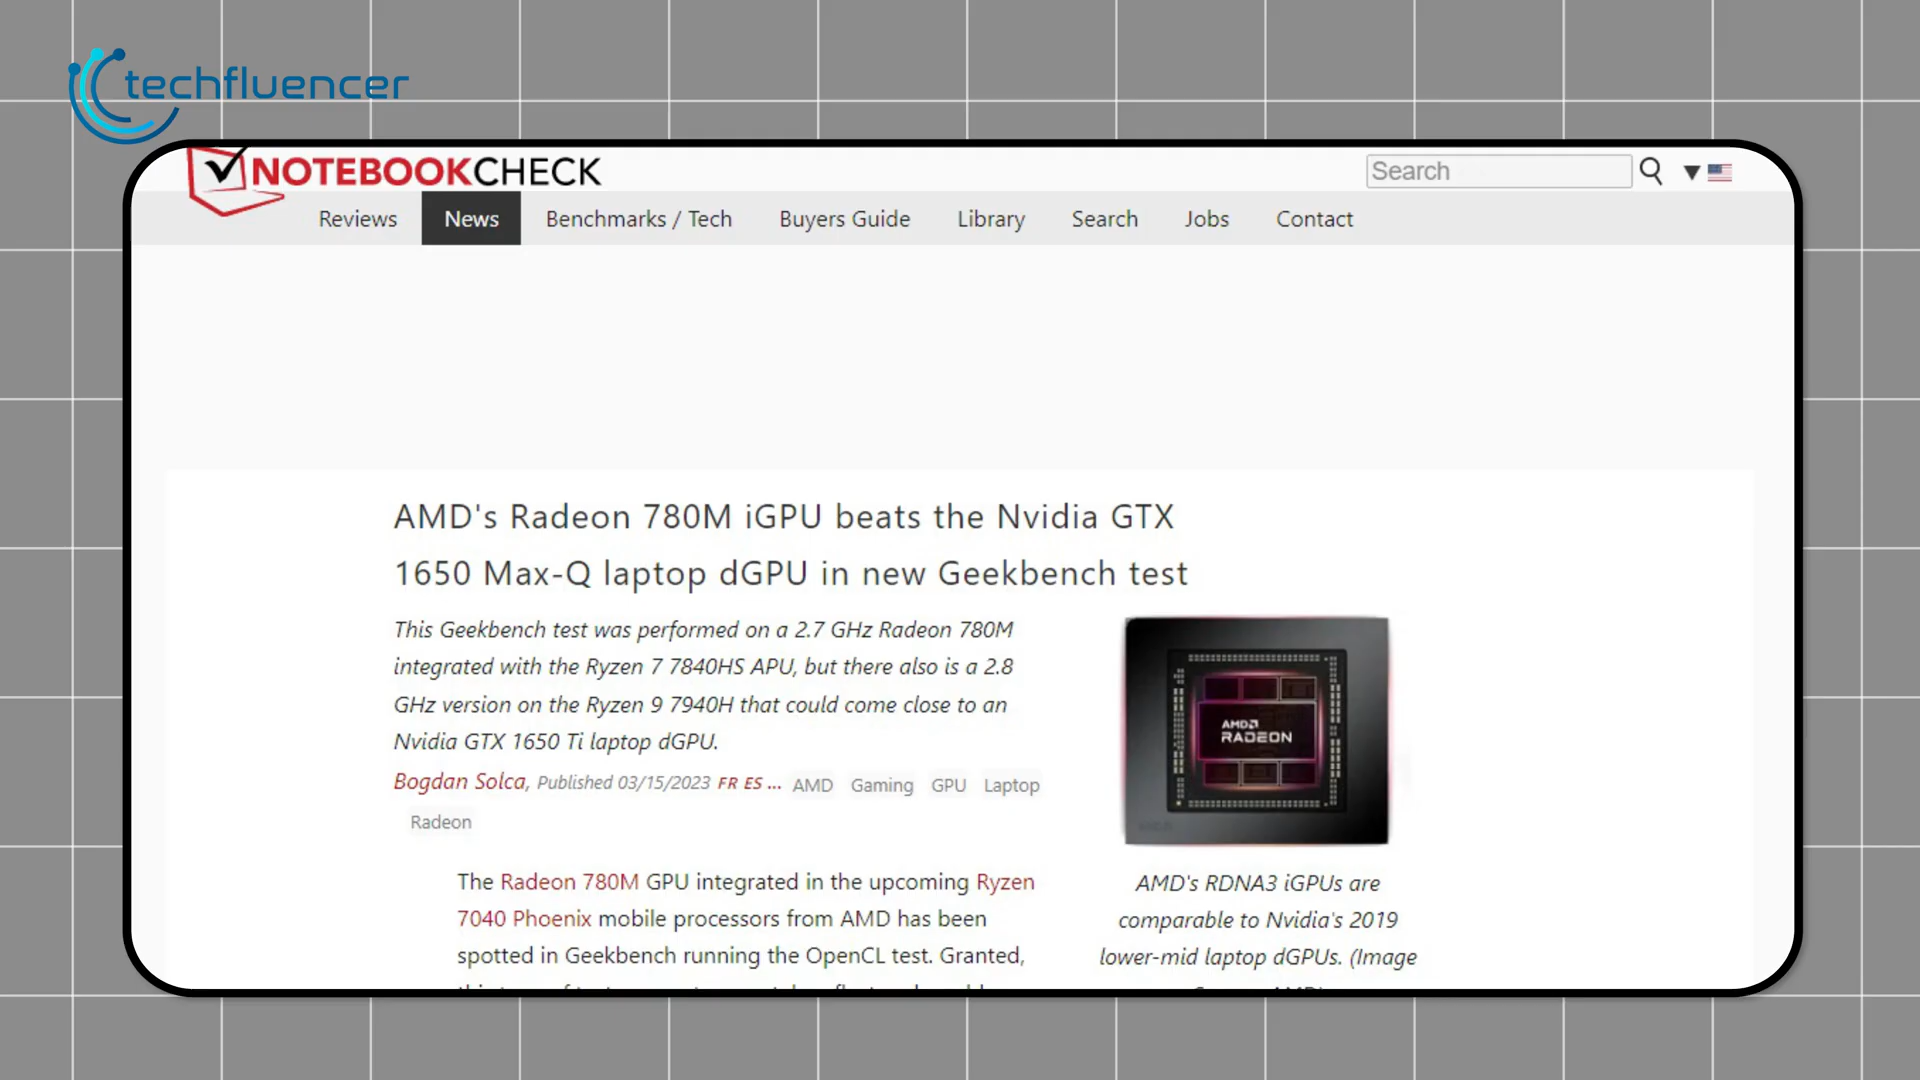 techfluencer
NOTEBOOKCHECK
Search
Reviews News Benchmarks / Tech Buyers Guide Library Search Jobs Contact
AMD's Radeon 780M iGPU beats the Nvidia GTX
1650 Max-Q laptop dGPU in new Geekbench test
This Geekbench test was performed on a 2.7 GHz Radeon 780M
integrated with the Ryzen 7 7840HS APU, but there also is a 2.8
GHz version on the Ryzen 9 7940H that could come close to an
Nvidia GTX 1650 Ti laptop dGPU.
Bogdan Solca, Published 03/15/2023 FR ES ... AMD Gaming GPU Laptop
Radeon
The Radeon 780M GPU integrated in the upcoming Ryzen
7040 Phoenix mobile processors from AMD has been
spotted in Geekbench running the OpenCL test. Granted,
AMD
RADEON
AMD's RDNA3 iGPUs are
comparable to Nvidia's 2019
lower-mid laptop dGPUs. (Image